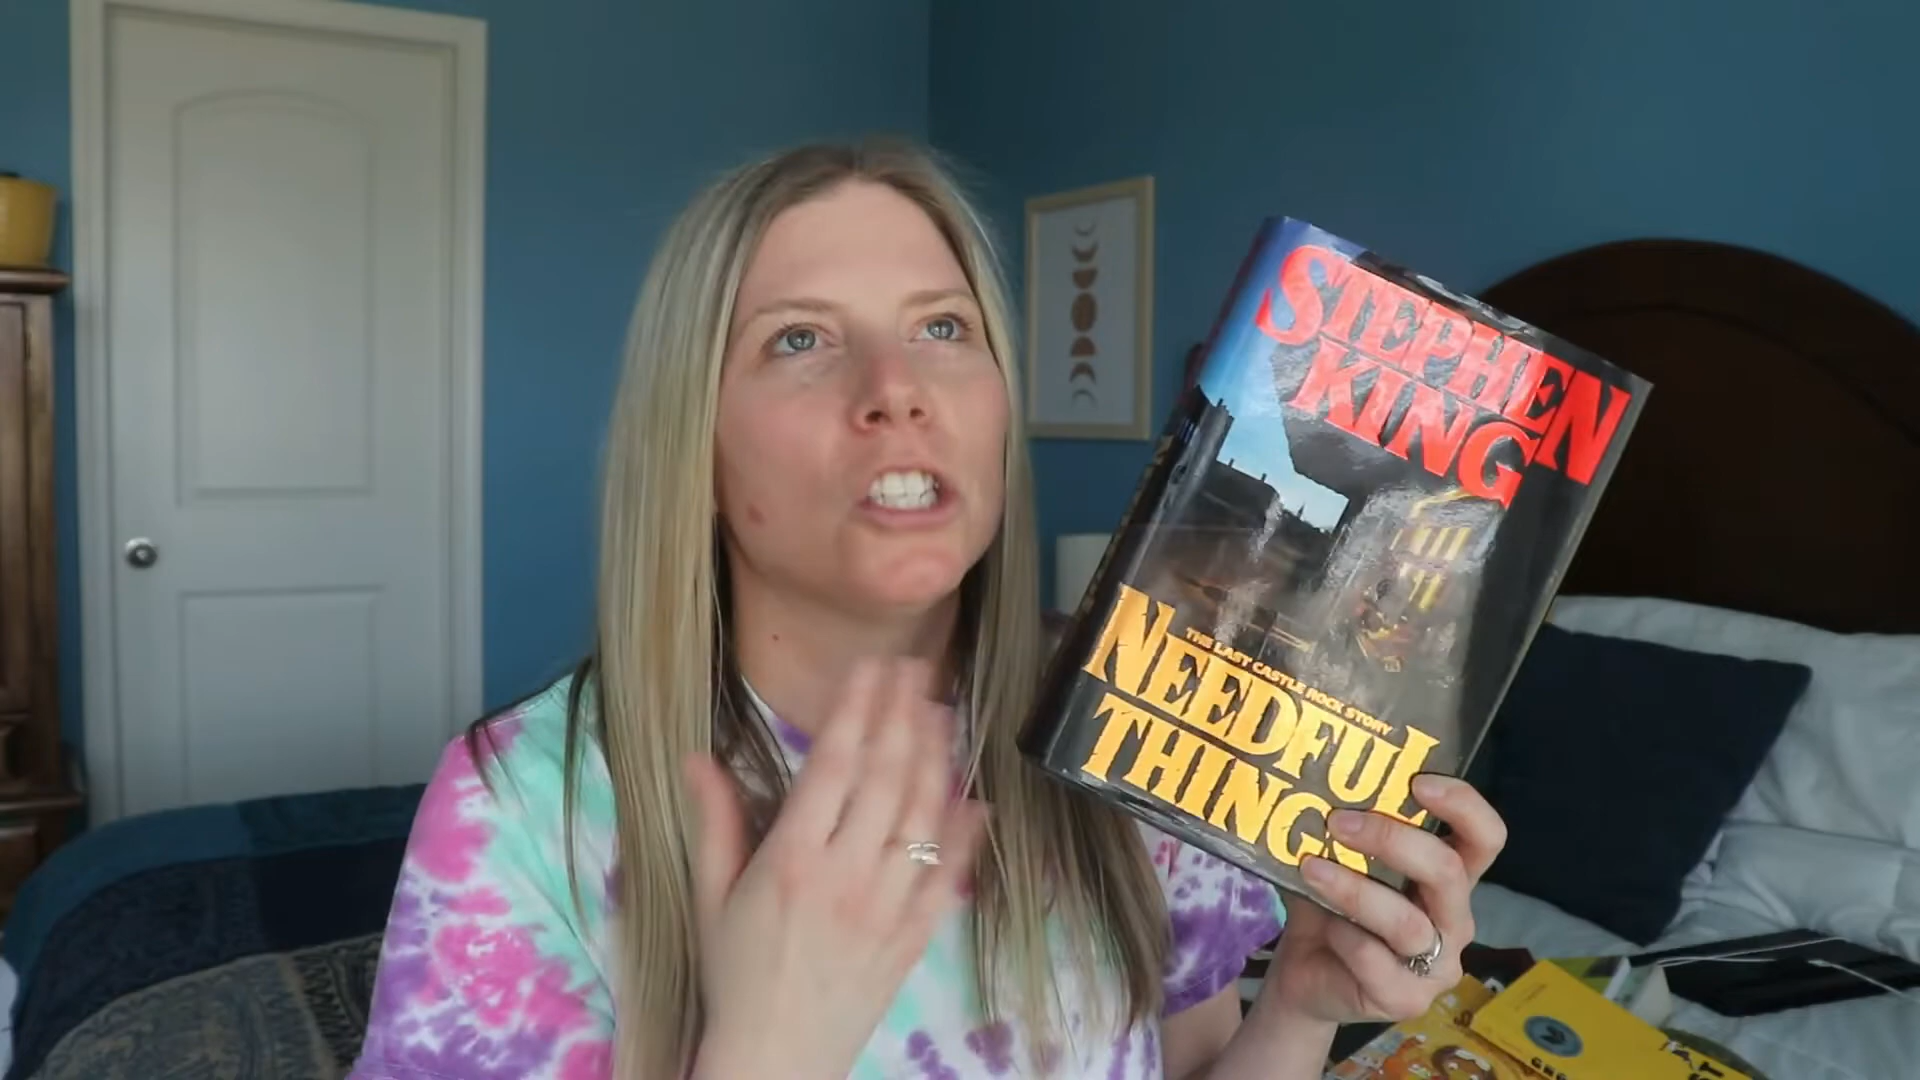 STEPHEN
KING
THE LAST CASTLE ROCK STORY
NEEDFUL
THINGS